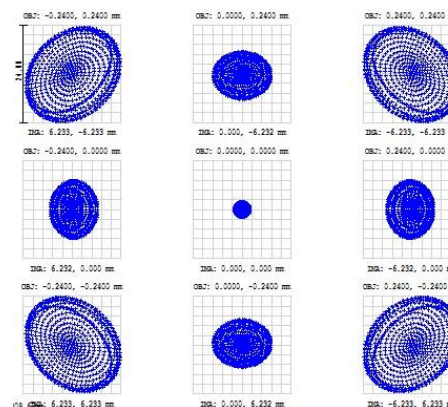 OBJ: -0.2400, 0.2400 mm
OBJ: 0.0000, 0.2400 mm
OBJ: 0.2400, 0.2400 mm
IMA: 6.233, -6.233 mm
IMA: 0.000, -6.232 mm
IMA: -6.233, -6.233 mm
OBJ: -0.2400, 0.0000 mm
OBJ: 0.0000, 0.0000 mm
OBJ: 0.2400, 0.0000 mm
IMA: 6.232, 0.000 mm
IMA: 0.000, 0.000 mm
IMA: -6.232, 0.000 mm
OBJ: -0.2400, -0.2400 mm
OBJ: 0.0000, -0.2400 mm
OBJ: 0.2400, -0.2400
IMA: 6.233, 6.233 mm
IMA: 0.000, 6.232 mm
IMA: -6.233, 6.233 mm